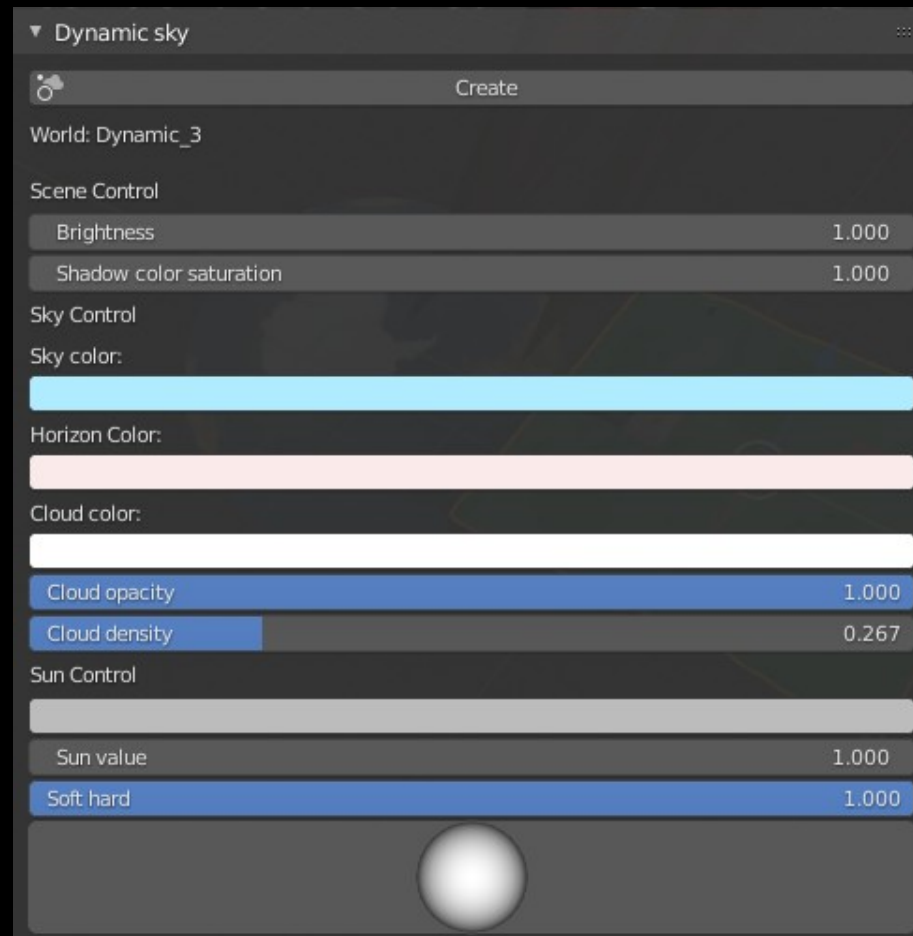 Dynamic sky
Create
World: Dynamic_3
Scene Control
Brightness 1.000
Shadow color saturation 1.000
Sky Control
Sky color:
Horizon Color:
Cloud color:
Cloud opacity 1.000
Cloud density 0.267
Sun Control
Sun value 1.000
Soft hard 1.000